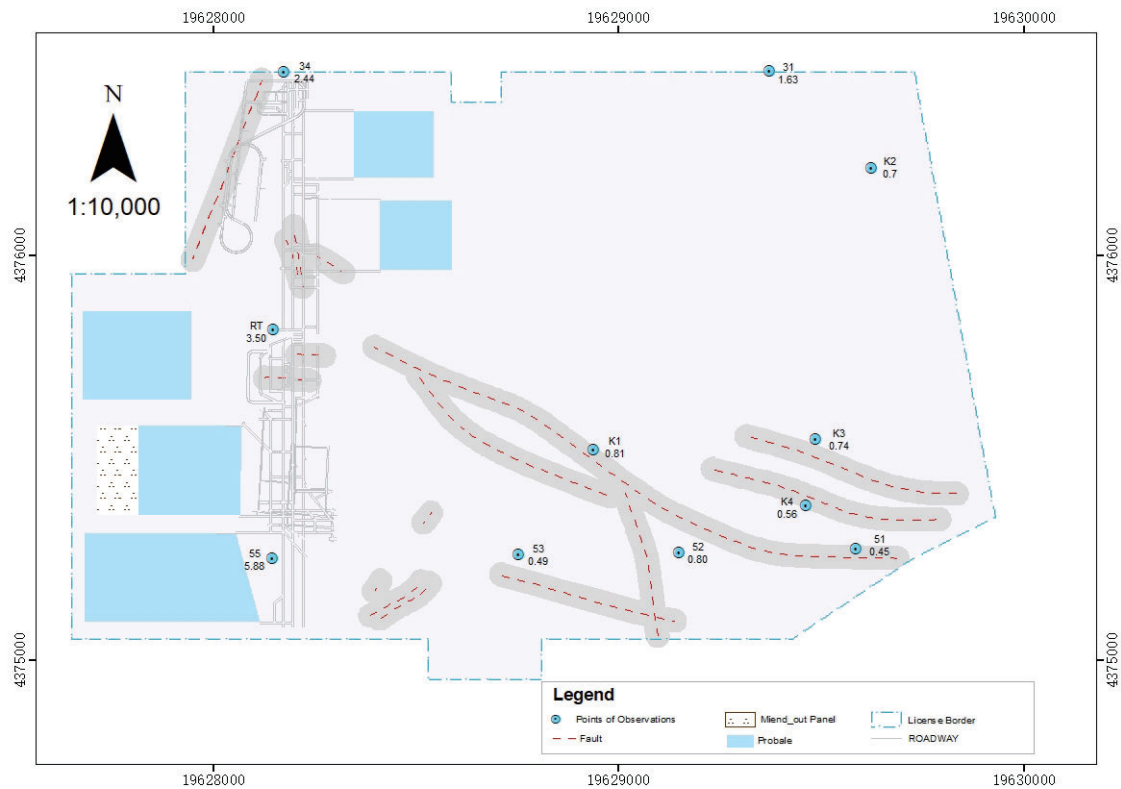 19628000
19629000
19630000
34
2.44
31
1.63
N
K2
0.7
1:10,000
4376000
4376000
RT
3.50
K1
0.81
K3
0.74
K4
0.56
55
5.88
53
0.49
52
0.80
51
0.45
4375000
4375000
Legend
Points of Observations
Miend_out Panel
License Border
Fault
Probale
ROADWAY
19628000
19629000
19630000